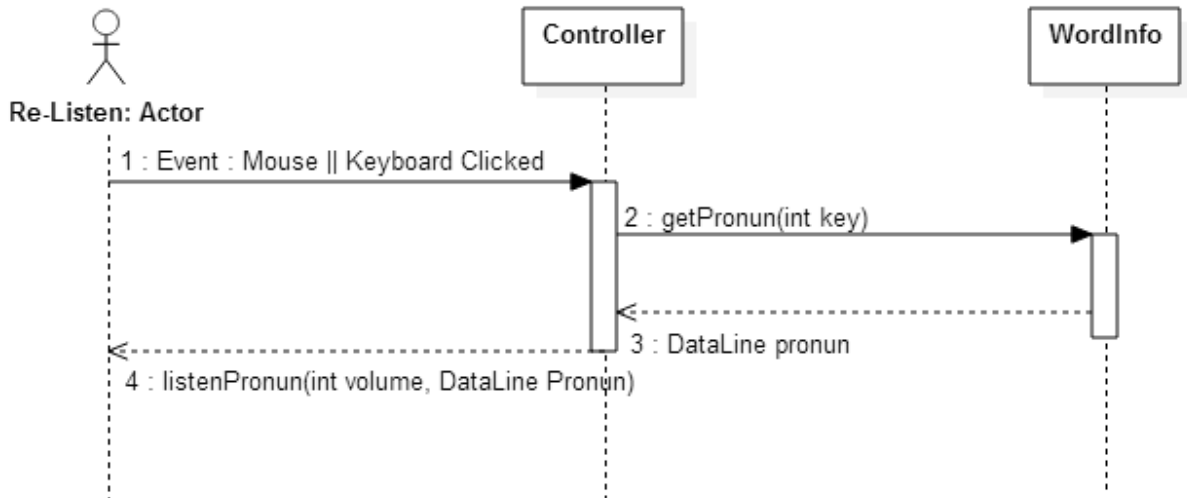 Controller
WordInfo
Re-Listen: Actor
1 : Event : Mouse || Keyboard Clicked
2 : getPronun(int key)
3 : DataLine pronun
4 : listenPronun(int volume, DataLine Pronun)